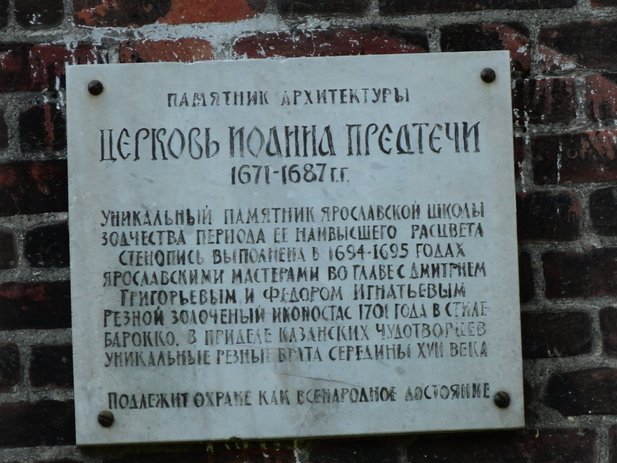 ПАМЯТНИК АРХИТЕКТУРЫ
ЦЕРКОВЬ ИОАННА ПРЕДТЕЧИ
1671-1687 г.г.
УНИКАЛЬНЫЙ ПАМЯТНИК ЯРОСЛАВСКОЙ ШКОЛЫ
ЗОДЧЕСТВА ПЕРИОДА ЕЕ НАИВЫСШЕГО РАСЦВЕТА
СТЕНОПИСЬ ВЫПОЛНЕНА В 1694-1695 ГОДАХ
ЯРОСЛАВСКИМИ МАСТЕРАМИ ВО ГЛАВЕ С ДМИТРИЕМ
ГРИГОРЬЕВЫМ И ФЕДОРОМ ИГНАТЬЕВЫМ
РЕЗНОЙ ЗОЛОЧЕНЫЙ ИКОНОСТАС 1701 ГОДА В СТИЛЕ
БАРОККО. В ПРИДЕЛЕ КАЗАНСКИХ ЧУДОТВОРЦЕВ
УНИКАЛЬНЫЕ РЕЗНЫЕ ВРАТА СЕРЕДИНЫ XVII ВЕКА
ПОДЛЕЖИТ ОХРАНЕ КАК ВСЕНАРОДНОЕ ДОСТОЯНИЕ